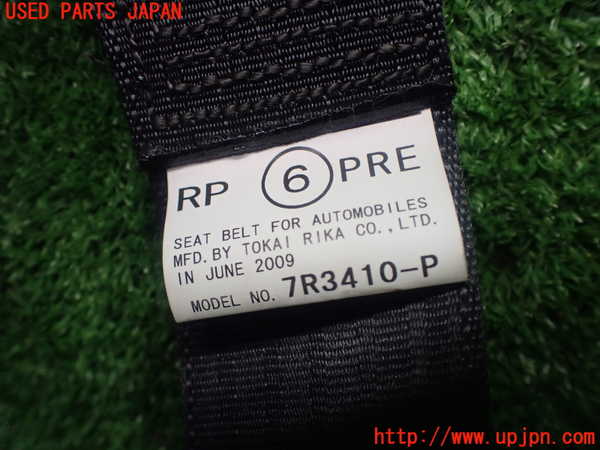 USED PARTS JAPAN
RP 6 PRE
SEAT BELT FOR AUTOMOBILES
MFD. BY TOKAI RIKA CO., LTD.
IN JUNE 2009
MODEL NO. 7R3410-P
http://www.upjpn.com/